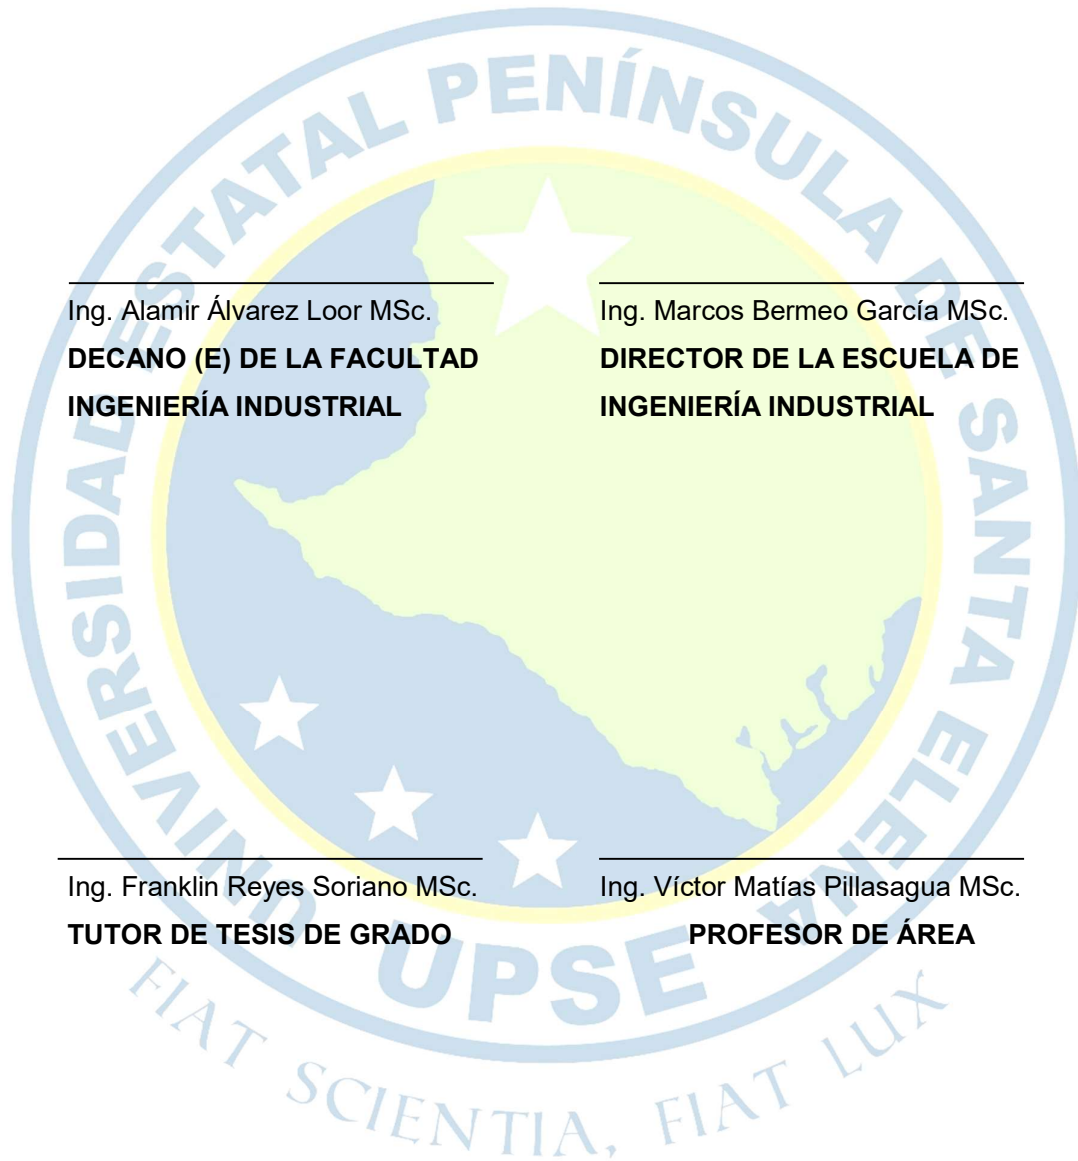 UNIVERSIDAD ESTATAL PENÍNSULA DE SANTA ELENA
Ing. Alamir Álvarez Loor MSc.
DECANO (E) DE LA FACULTAD
INGENIERÍA INDUSTRIAL
Ing. Marcos Bermeo García MSc.
DIRECTOR DE LA ESCUELA DE
INGENIERÍA INDUSTRIAL
Ing. Franklin Reyes Soriano MSc.
TUTOR DE TESIS DE GRADO
Ing. Víctor Matías Pillasagua MSc.
PROFESOR DE ÁREA
UPSE
FIAT SCIENTIA, FIAT LUX